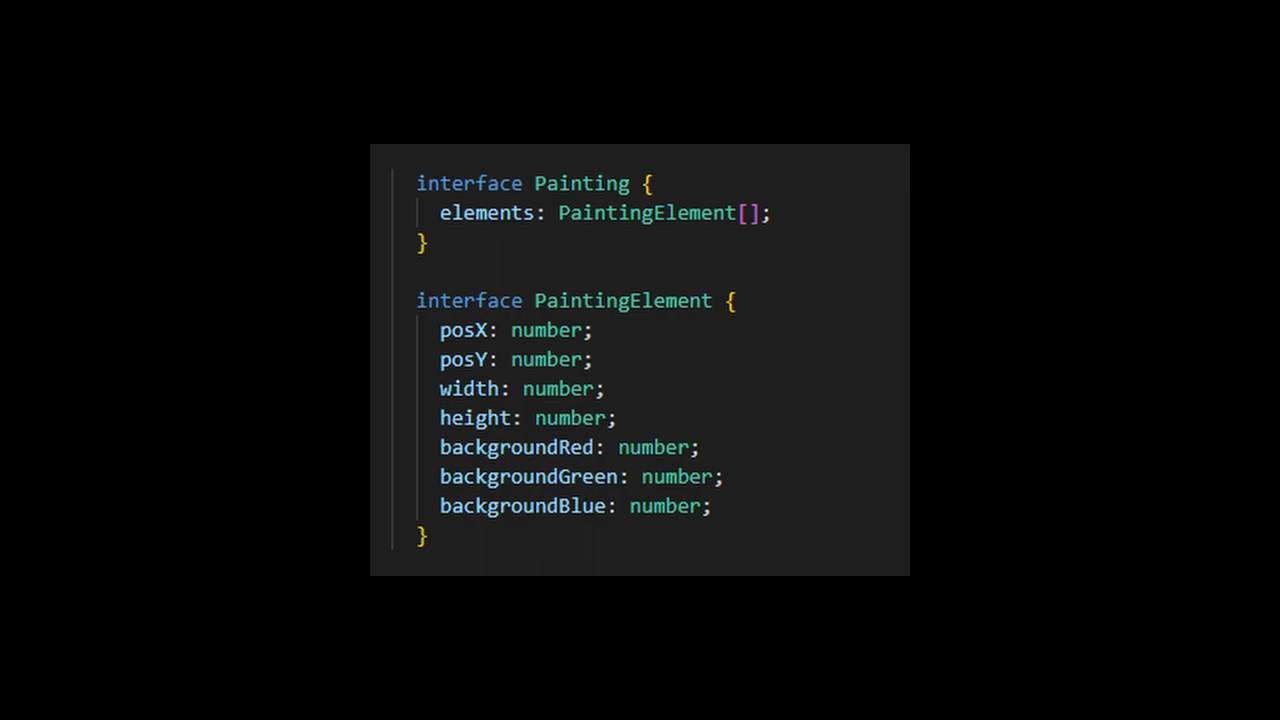 interface Painting {
elements: PaintingElement[];
}
interface PaintingElement {
posX: number;
posY: number;
width: number;
height: number;
backgroundRed: number;
backgroundGreen: number;
backgroundBlue: number;
}